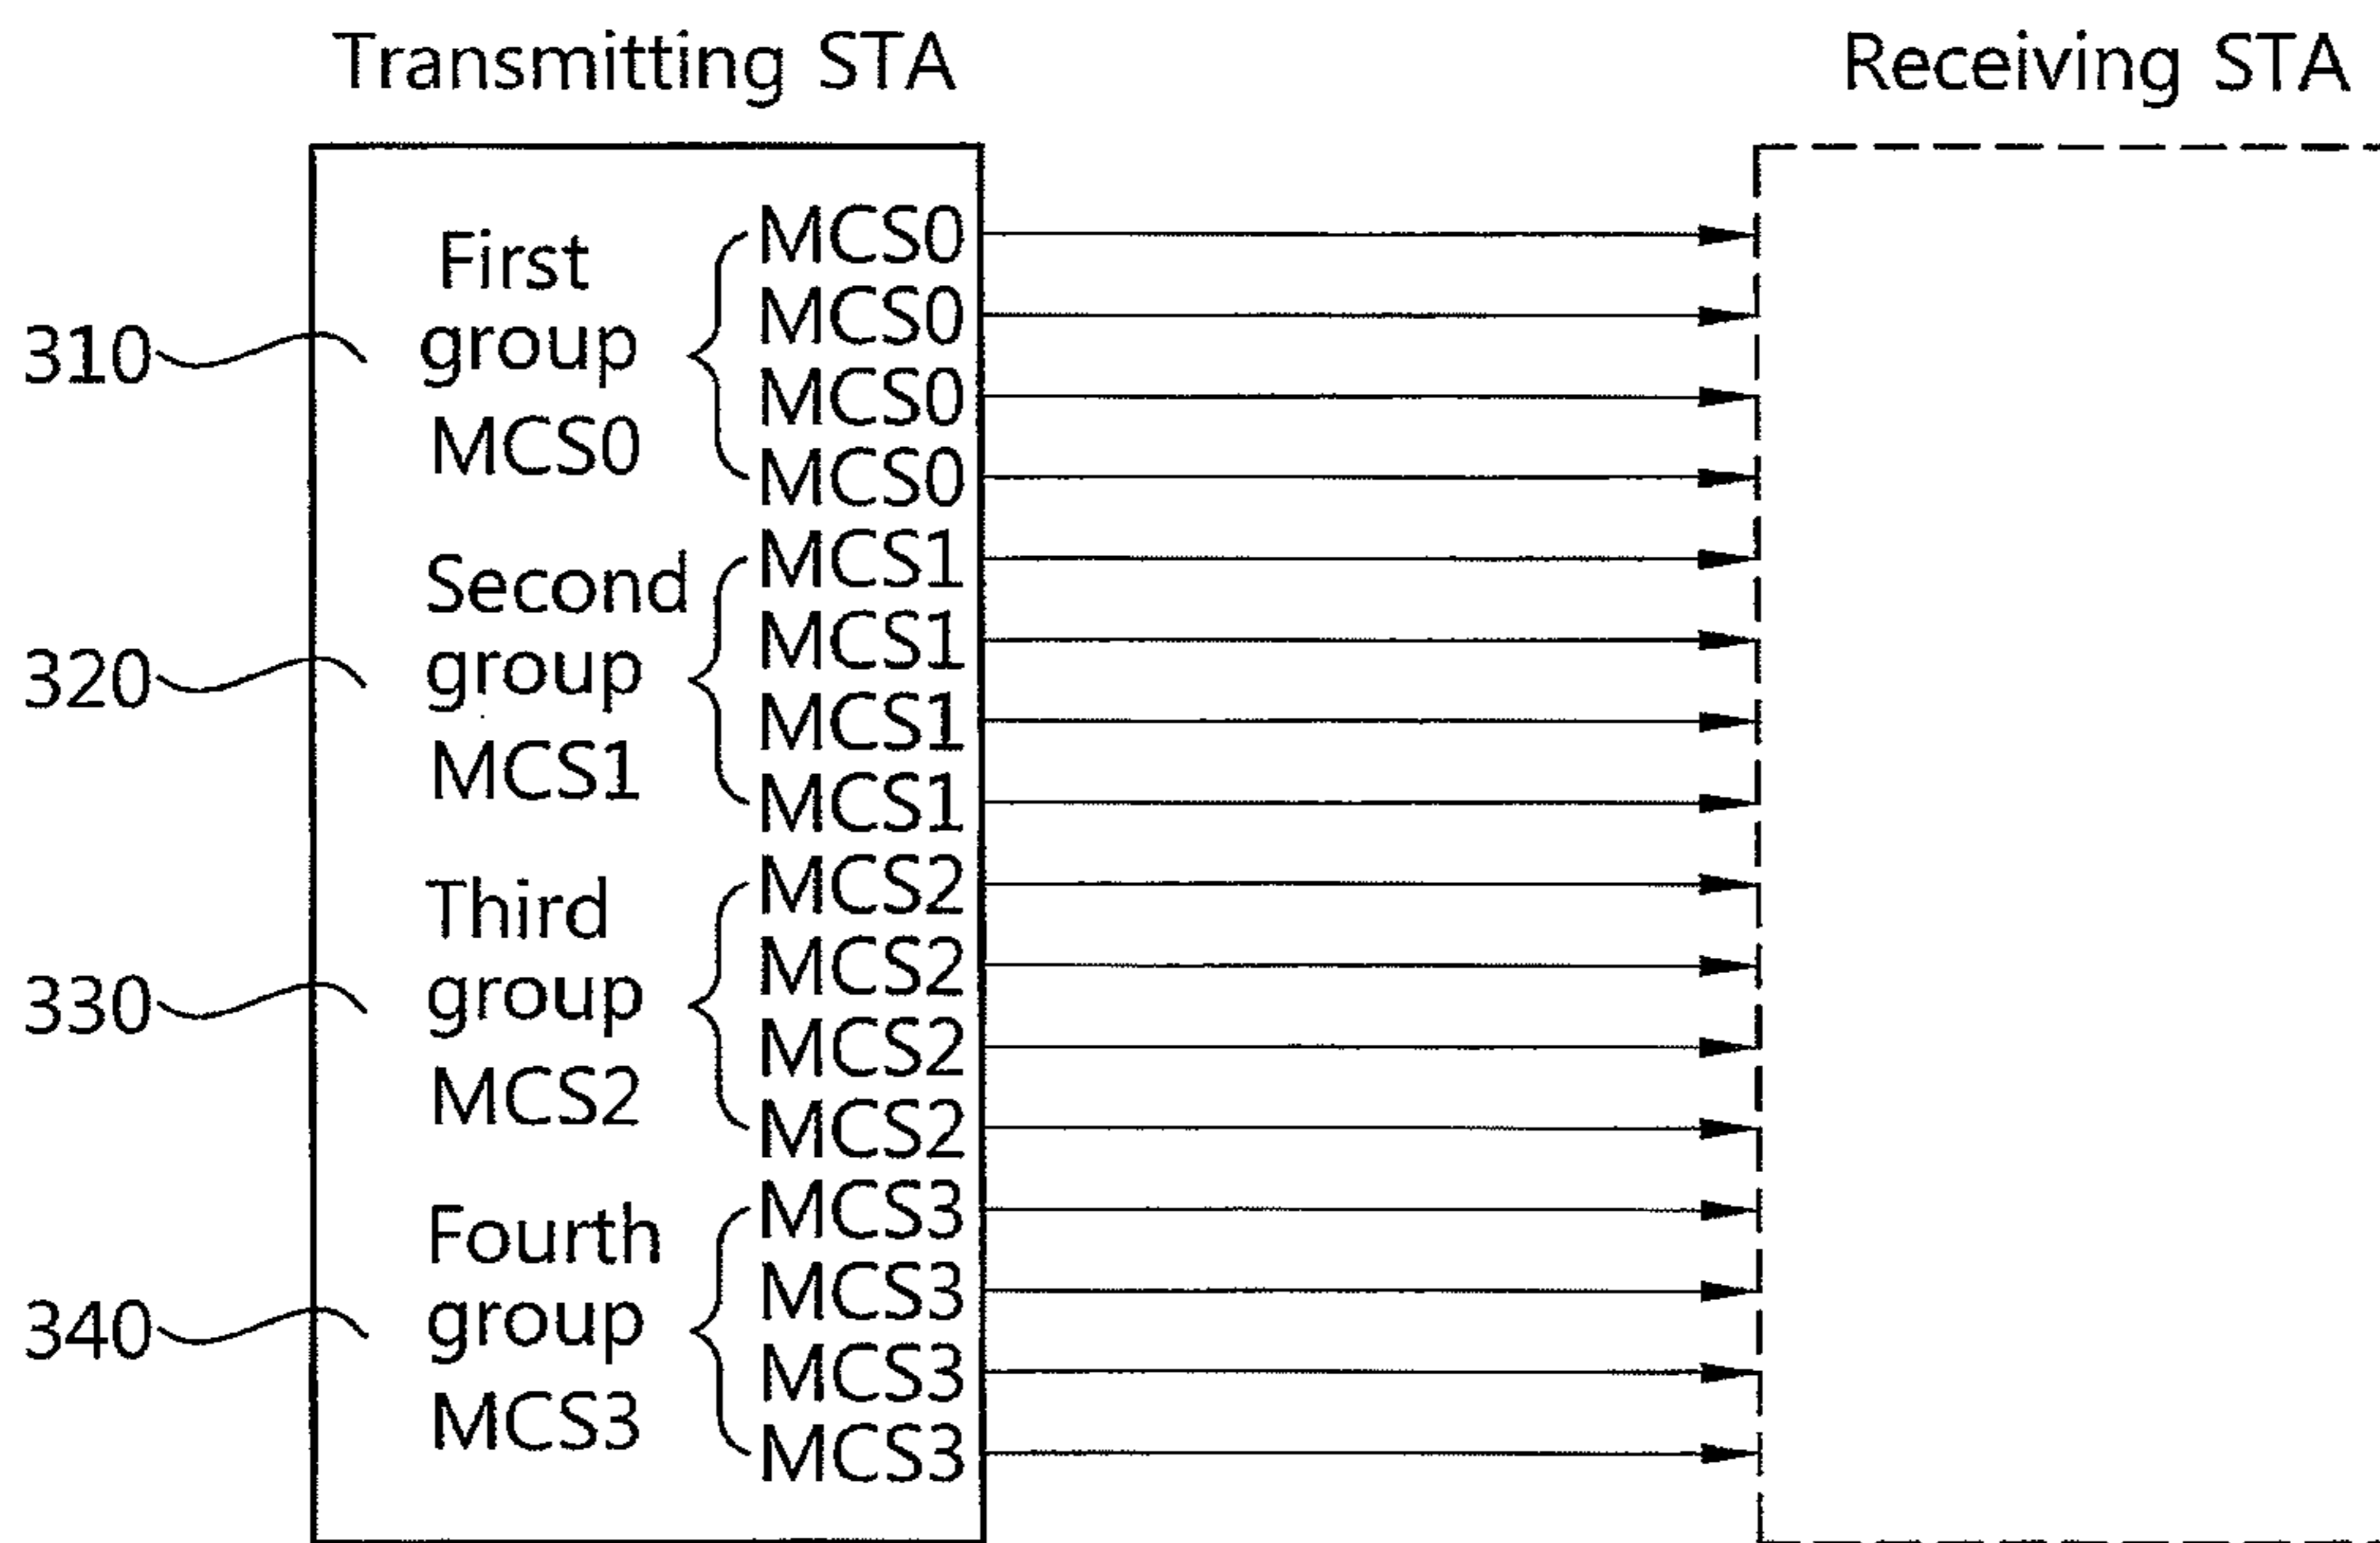 Transmitting STA
Receiving STA
310
First
group
MCS0
MCS0
MCS0
MCS0
MCS0
320
Second
group
MCS1
MCS1
MCS1
MCS1
MCS1
330
Third
group
MCS2
MCS2
MCS2
MCS2
MCS2
340
Fourth
group
MCS3
MCS3
MCS3
MCS3
MCS3